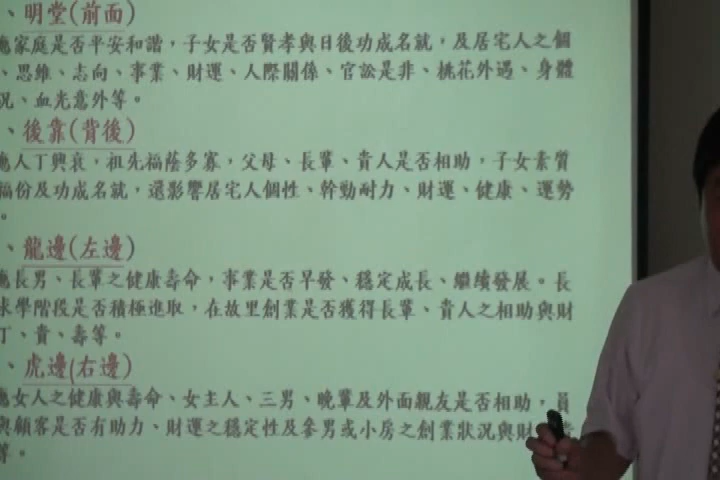 、明堂(前面)
家庭是否平安和諧，子女是否賢孝與日後功成名就，及居宅人之個
、思維、志向、事業、財運、人際關係、官訟是非、桃花外遇、身體
況、血光意外等。
、後靠(背後)
人丁興衰，祖先福蔭多寡，父母、長輩、貴人是否相助，子女素質
福份及功成名就，還影響居宅人個性、幹勁耐力、財運、健康、運勢
。
、龍邊(左邊)
長男、長輩之健康壽命，事業是否早發、穩定成長、繼續發展。長
求學階段是否積極進取，在故里創業是否獲得長輩、貴人之相助與財
丁、貴、壽等。
、虎邊(右邊)
女人之健康與壽命、女主人、三男、晚輩及外面親友是否相助，員
與顧客是否有助力、財運之穩定性及參男或小房之創業狀況與財
等。